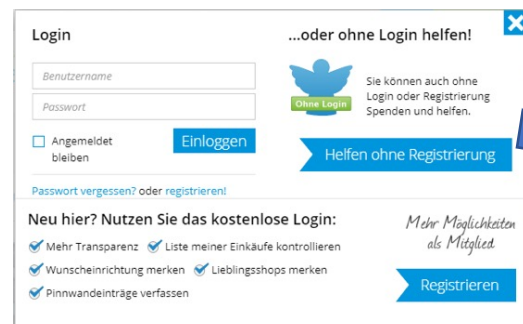 Login
Benutzername
Passwort
Angemeldet
bleiben
Einloggen
Passwort vergessen? oder registrieren!
...oder ohne Login helfen!
Ohne Login
Sie können auch ohne
Login oder Registrierung
Spenden und helfen.
Helfen ohne Registrierung
Neu hier? Nutzen Sie das kostenlose Login:
Mehr Transparenz Liste meiner Einkäufe kontrollieren
Wunscheinrichtung merken Lieblingsshops merken
Pinnwandeinträge verfassen
Mehr Möglichkeiten
als Mitglied
Registrieren